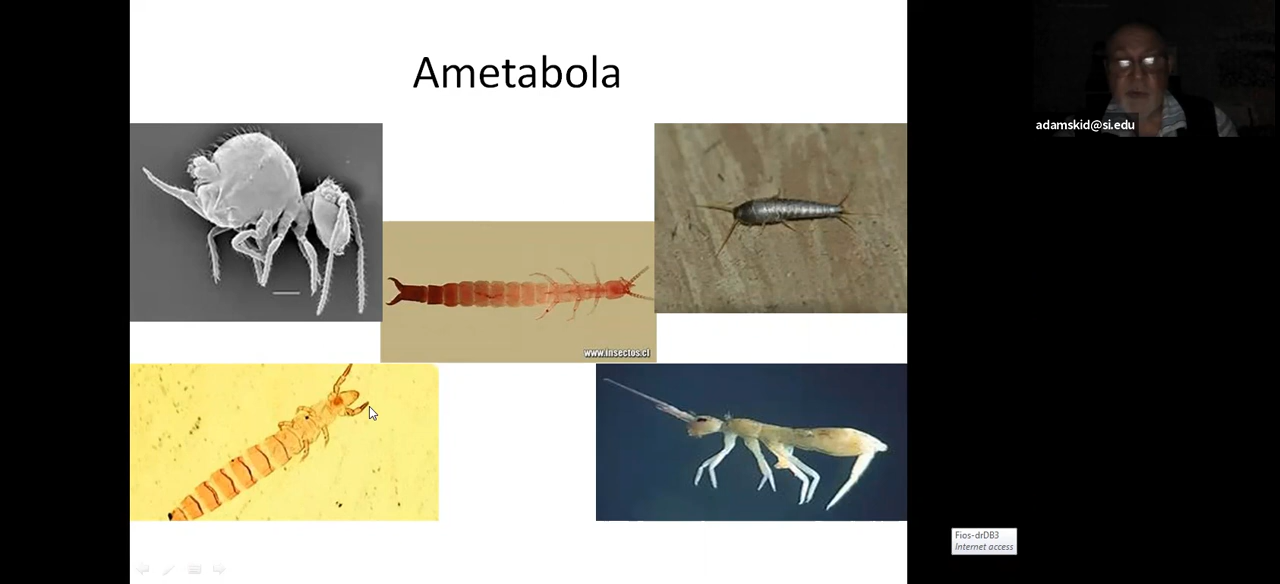 Ametabola
adamskid@si.edu
www.insectos.cl
Fios-drDB3
Internet access